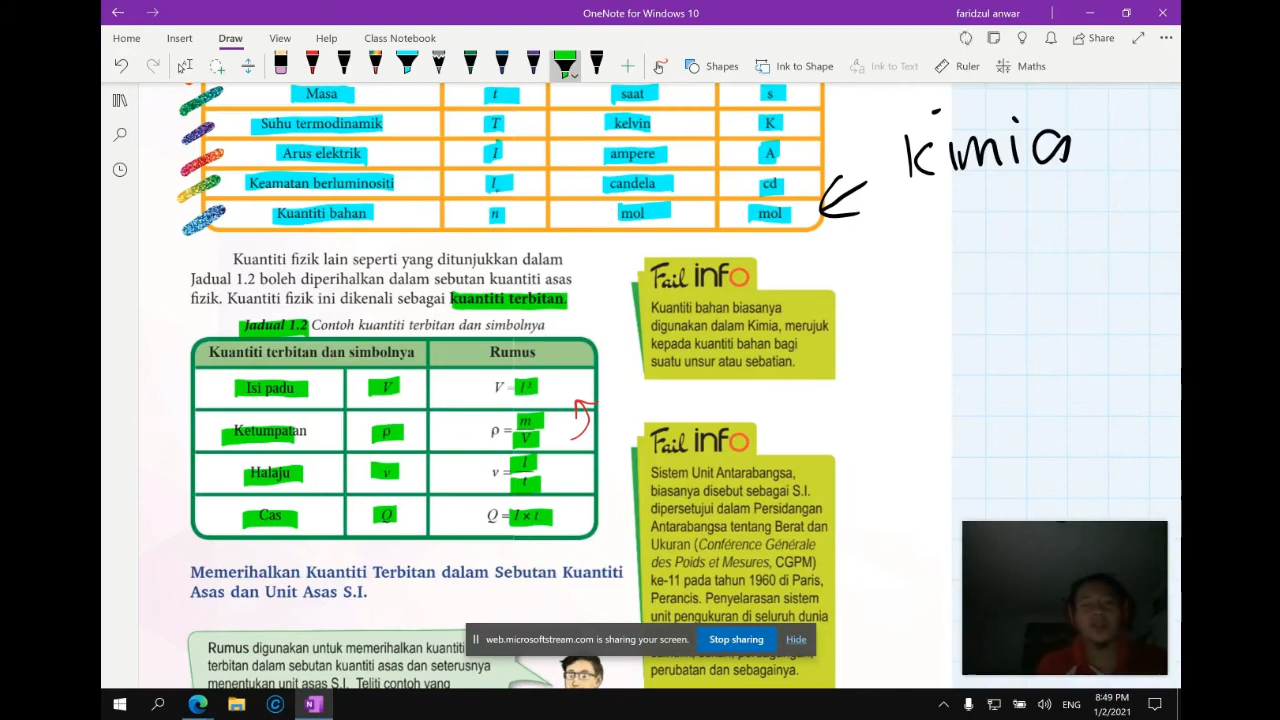 OneNote for Windows 10
faridzul anwar
Home Insert Draw View Help Class Notebook
Share
Shapes Ink to Shape Ink to Text Ruler Maths
Masa t saat s
Suhu termodinamik T kelvin K
Arus elektrik I ampere A
Keamatan berluminositi candela cd
Kuantiti bahan n mol mol
kimia
Kuantiti fizik lain seperti yang ditunjukkan dalam
Jadual 1.2 boleh diperihalkan dalam sebutan kuantiti asas
fizik. Kuantiti fizik ini dikenali sebagai kuantiti terbitan.
Jadual 1.2 Contoh kuantiti terbitan dan simbolnya
Kuantiti terbitan dan simbolnya Rumus
Isi padu V V = l³
Ketumpatan ρ ρ = m
V
Halaju v v = l
t
Cas Q Q = I × t
Fail info
Kuantiti bahan biasanya
digunakan dalam Kimia, merujuk
kepada kuantiti bahan bagi
suatu unsur atau sebatian.
Fail info
Sistem Unit Antarabangsa,
biasanya disebut sebagai S.I.
dipersetujui dalam Persidangan
Antarabangsa tentang Berat dan
Ukuran (Conférence Générale
des Poids et Mesures, CGPM)
ke-11 pada tahun 1960 di Paris,
Perancis. Penyelarasan sistem
unit pengukuran di seluruh dunia
perubatan dan sebagainya.
Memerihalkan Kuantiti Terbitan dalam Sebutan Kuantiti
Asas dan Unit Asas S.I.
Rumus digunakan untuk memerihalkan kuantiti
terbitan dalam sebutan kuantiti asas dan seterusnya
menentukan unit asas S.I. Teliti contoh yang
web.microsoftstream.com is sharing your screen. Stop sharing Hide
ENG
8:49 PM
1/2/2021